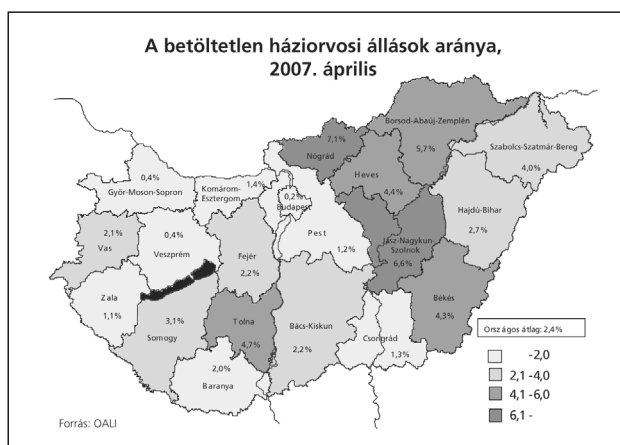 A betöltetlen háziorvosi állások aránya,
2007. április
Borsod-Abaúj-Zemplén
5,7%
7,1%
Nógrád
Szabolcs-Szatmár-Bereg
4,0%
Heves
4,4%
0,4%
Győr-Moson-Sopron
1,4%
Komárom-
Esztergom
0,2%
Budapest
Hajdú-Bihar
2,7%
2,1%
Vas
0,4%
Veszprém
Fejér
2,2%
Pest
1,2%
Jász-Nagykun-
Szolnok
6,6%
Zala
1,1%
3,1%
Somogy
Tolna
4,7%
Bács-Kiskun
2,2%
Csongrád
1,3%
Békés
4,3%
2,0%
Baranya
Országos átlag: 2,4%
-2,0
2,1 -4,0
4,1 -6,0
6,1 -
Forrás: OALI